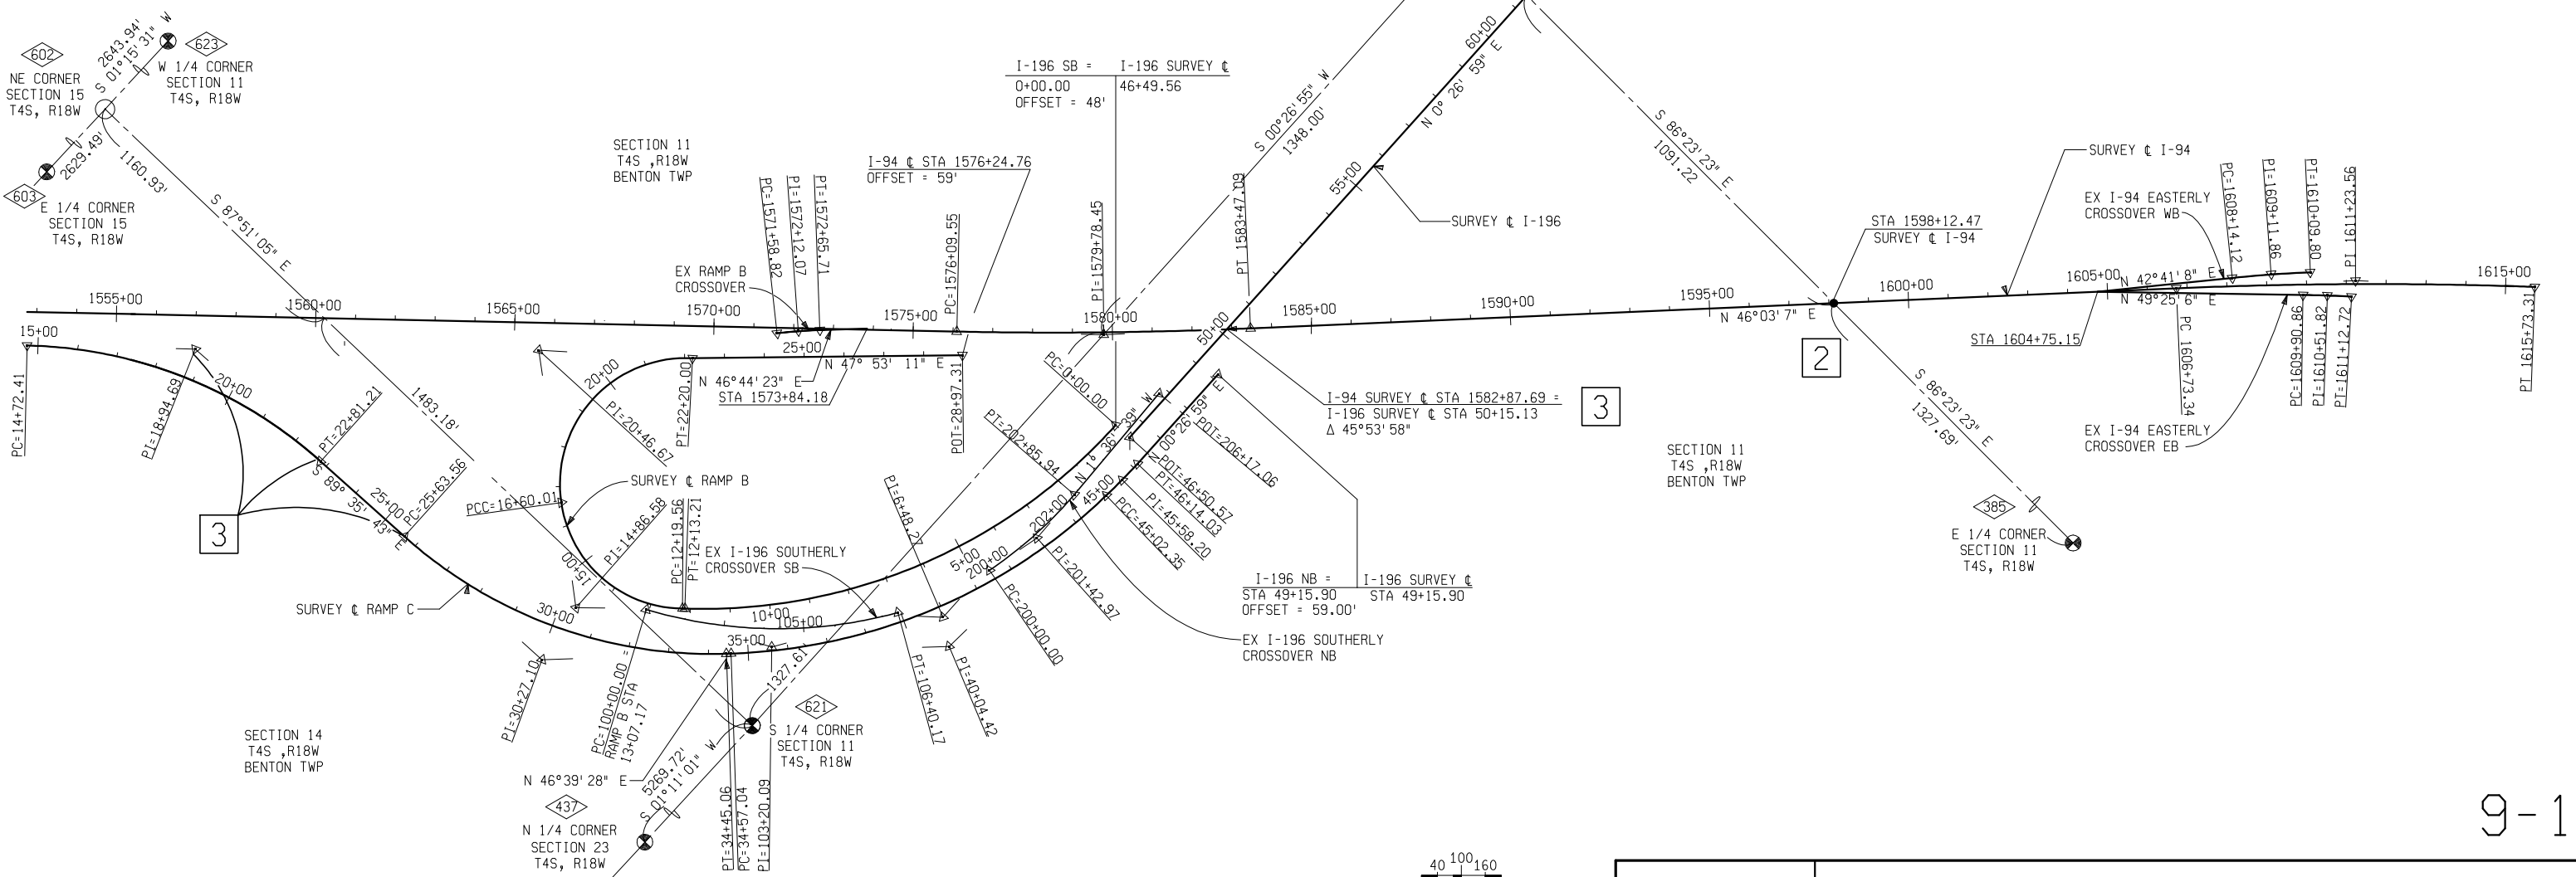 602
NE CORNER
SECTION 15
T4S, R18W
2643.94'
S 01°15'31" W
623
W 1/4 CORNER
SECTION 11
T4S, R18W
603
2629.49'
E 1/4 CORNER
SECTION 15
T4S, R18W
1160.93'
S 87°51'05" E
SECTION 11
T4S ,R18W
BENTON TWP
I-196 SB = I-196 SURVEY ℄
0+00.00 46+49.56
OFFSET = 48'
I-94 ℄ STA 1576+24.76
OFFSET = 59'
S 00°26'55" W
1348.00'
60+00
N 0° 26' 59" E
55+00
SURVEY ℄ I-196
S 86°23'23" E
1091.22
STA 1598+12.47
SURVEY ℄ I-94
SURVEY ℄ I-94
EX I-94 EASTERLY
CROSSOVER WB
PC=1608+14.12
PI=1609+11.86
PT=1610+09.80
PI 1611+23.56
PC=1571+58.82
PI=1572+12.07
PT=1572+65.71
PC=1576+09.55
PI=1579+78.45
PT 1583+47.09
EX RAMP B
CROSSOVER
1555+00
1560+00
1565+00
1570+00
1575+00
1580+00
1585+00
1590+00
1595+00
1600+00
1605+00
1615+00
N 42°41'8" E
N 49°25'6" E
N 46°03'7" E
STA 1604+75.15
PC 1606+73.34
PC=1609+90.86
PI=1610+51.82
PT=1611+12.72
PT 1615+73.31
2
15+00
PC=14+72.41
PI=18+94.69
20+00
PT=22+81.21
S 89° 35' 43" E
25+00
PC=25+63.56
3
1483.18'
20+00
PI=20+46.67
PT=22+20.00
25+00
N 47° 53' 11" E
N 46°44'23" E
STA 1573+84.18
POT=28+97.31
PC=0+00.00
50+00
I-94 SURVEY ℄ STA 1582+87.69 =
I-196 SURVEY ℄ STA 50+15.13
Δ 45°53'58"
3
S 86°23'23" E
1327.69'
EX I-94 EASTERLY
CROSSOVER EB
SECTION 11
T4S ,R18W
BENTON TWP
385
E 1/4 CORNER
SECTION 11
T4S, R18W
PCC=16+60.01
SURVEY ℄ RAMP B
15+00
PI=14+86.58
PC=12+19.56
PT=12+13.21
EX I-196 SOUTHERLY
CROSSOVER SB
PI=6+48.27
5+00
200+00
202+00
45+00
PT=202+85.94
N 1° 36' 39" W
N 00°26'59" E
POT=206+17.06
POT=46+50.57
PT=46+14.03
PI=45+58.20
PCC=45+02.35
PI=201+42.97
PC=200+00.00
I-196 NB = I-196 SURVEY ℄
STA 49+15.90 STA 49+15.90
OFFSET = 59.00'
EX I-196 SOUTHERLY
CROSSOVER NB
SURVEY ℄ RAMP C
30+00
10+00
105+00
35+00
PI=30+27.10
PC=100+00.00 =
RAMP B STA
13+07.17
1327.61
PT=106+40.17
PI=40+04.42
621
S 1/4 CORNER
SECTION 11
T4S, R18W
SECTION 14
T4S ,R18W
BENTON TWP
N 46°39'28" E
5269.72'
S 01°11'01" W
PT=34+45.06
PC=34+57.04
PI=103+20.09
437
N 1/4 CORNER
SECTION 23
T4S, R18W
9-1
40 100 160